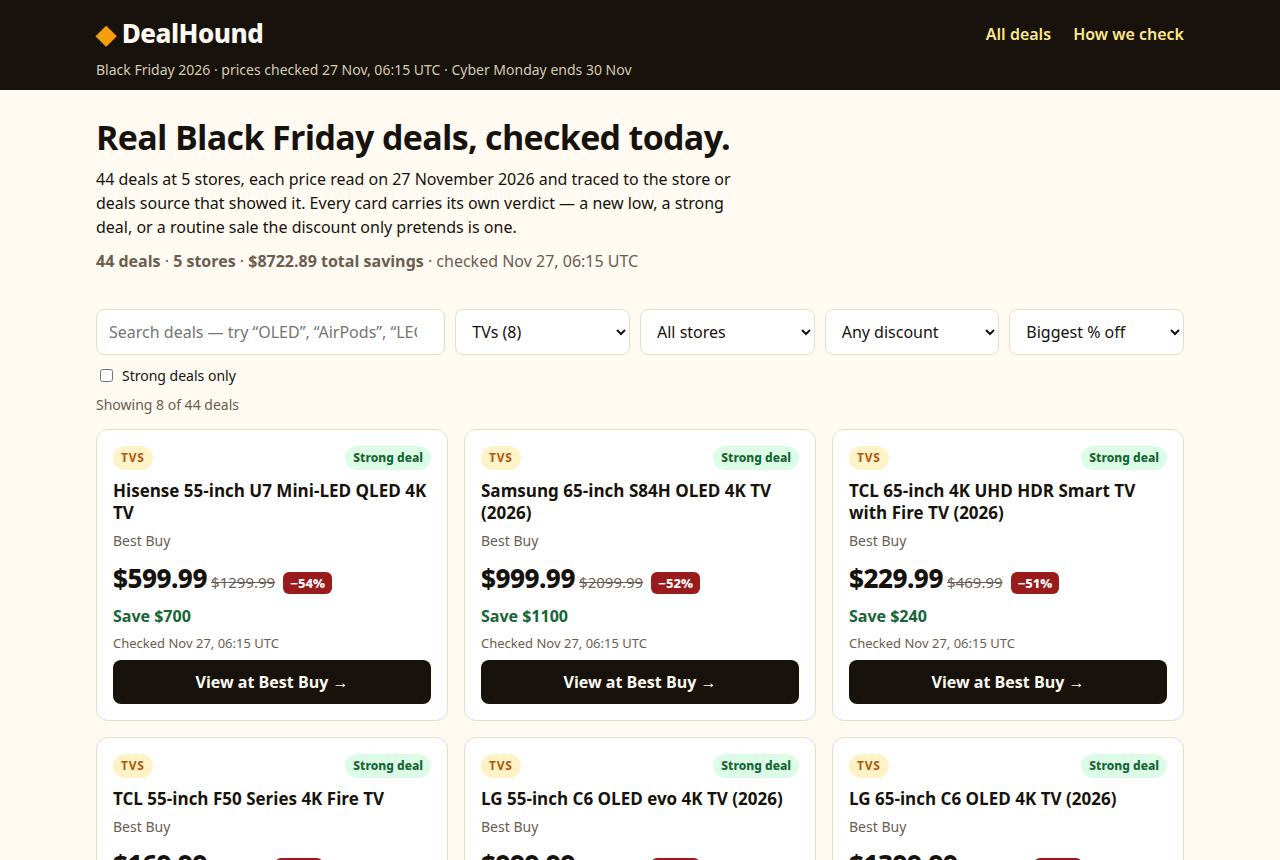 ◆ DealHound
All deals
How we check
Black Friday 2026 · prices checked 27 Nov, 06:15 UTC · Cyber Monday ends 30 Nov
Real Black Friday deals, checked today.
44 deals at 5 stores, each price read on 27 November 2026 and traced to the store or
deals source that showed it. Every card carries its own verdict — a new low, a strong
deal, or a routine sale the discount only pretends is one.
44 deals · 5 stores · $8722.89 total savings · checked Nov 27, 06:15 UTC
Search deals — try “OLED”, “AirPods”, “LEG
TVs (8)
All stores
Any discount
Biggest % off
Strong deals only
Showing 8 of 44 deals
TVS
Strong deal
Hisense 55-inch U7 Mini-LED QLED 4K
TV
Best Buy
$599.99 $1299.99 −54%
Save $700
Checked Nov 27, 06:15 UTC
View at Best Buy →
TVS
Strong deal
Samsung 65-inch S84H OLED 4K TV
(2026)
Best Buy
$999.99 $2099.99 −52%
Save $1100
Checked Nov 27, 06:15 UTC
View at Best Buy →
TVS
Strong deal
TCL 65-inch 4K UHD HDR Smart TV
with Fire TV (2026)
Best Buy
$229.99 $469.99 −51%
Save $240
Checked Nov 27, 06:15 UTC
View at Best Buy →
TVS
Strong deal
TCL 55-inch F50 Series 4K Fire TV
Best Buy
TVS
Strong deal
LG 55-inch C6 OLED evo 4K TV (2026)
Best Buy
TVS
Strong deal
LG 65-inch C6 OLED 4K TV (2026)
Best Buy